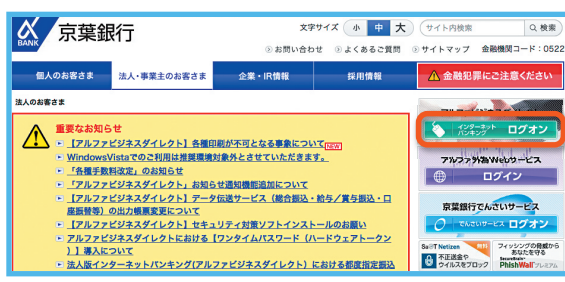 BANK 京葉銀行
文字サイズ 小 中 大 サイト内検索 検索
お問い合わせ よくあるご質問 サイトマップ 金融機関コード：0522
個人のお客さま 法人・事業主のお客さま 企業・IR情報 採用情報 金融犯罪にご注意ください
法人のお客さま
重要なお知らせ
【アルファビジネスダイレクト】各種印刷が不可となる事象について NEW
WindowsVistaでのご利用は推奨環境対象外とさせていただきます。
「各種手数料改定」のお知らせ
「アルファビジネスダイレクト」お知らせ通知機能追加について
【アルファビジネスダイレクト】データ伝送サービス（総合振込・給与／賞与振込・口
座振替等）の出力帳票変更について
【アルファビジネスダイレクト】セキュリティ対策ソフトインストールのお願い
アルファビジネスダイレクトにおける【ワンタイムパスワード（ハードウェアトークン
）】導入について
法人版インターネットバンキング(アルファビジネスダイレクト）における都度指定振込
インターネット
バンキング ログオン
アルファ外為Webサービス
ログイン
京葉銀行でんさいサービス
でんさいサービス ログオン
SaAT Netizen 無料
不正送金や
ウイルスをブロック
フィッシングの脅威から
あなたを守る
SecureBrain
PhishWall プレミアム